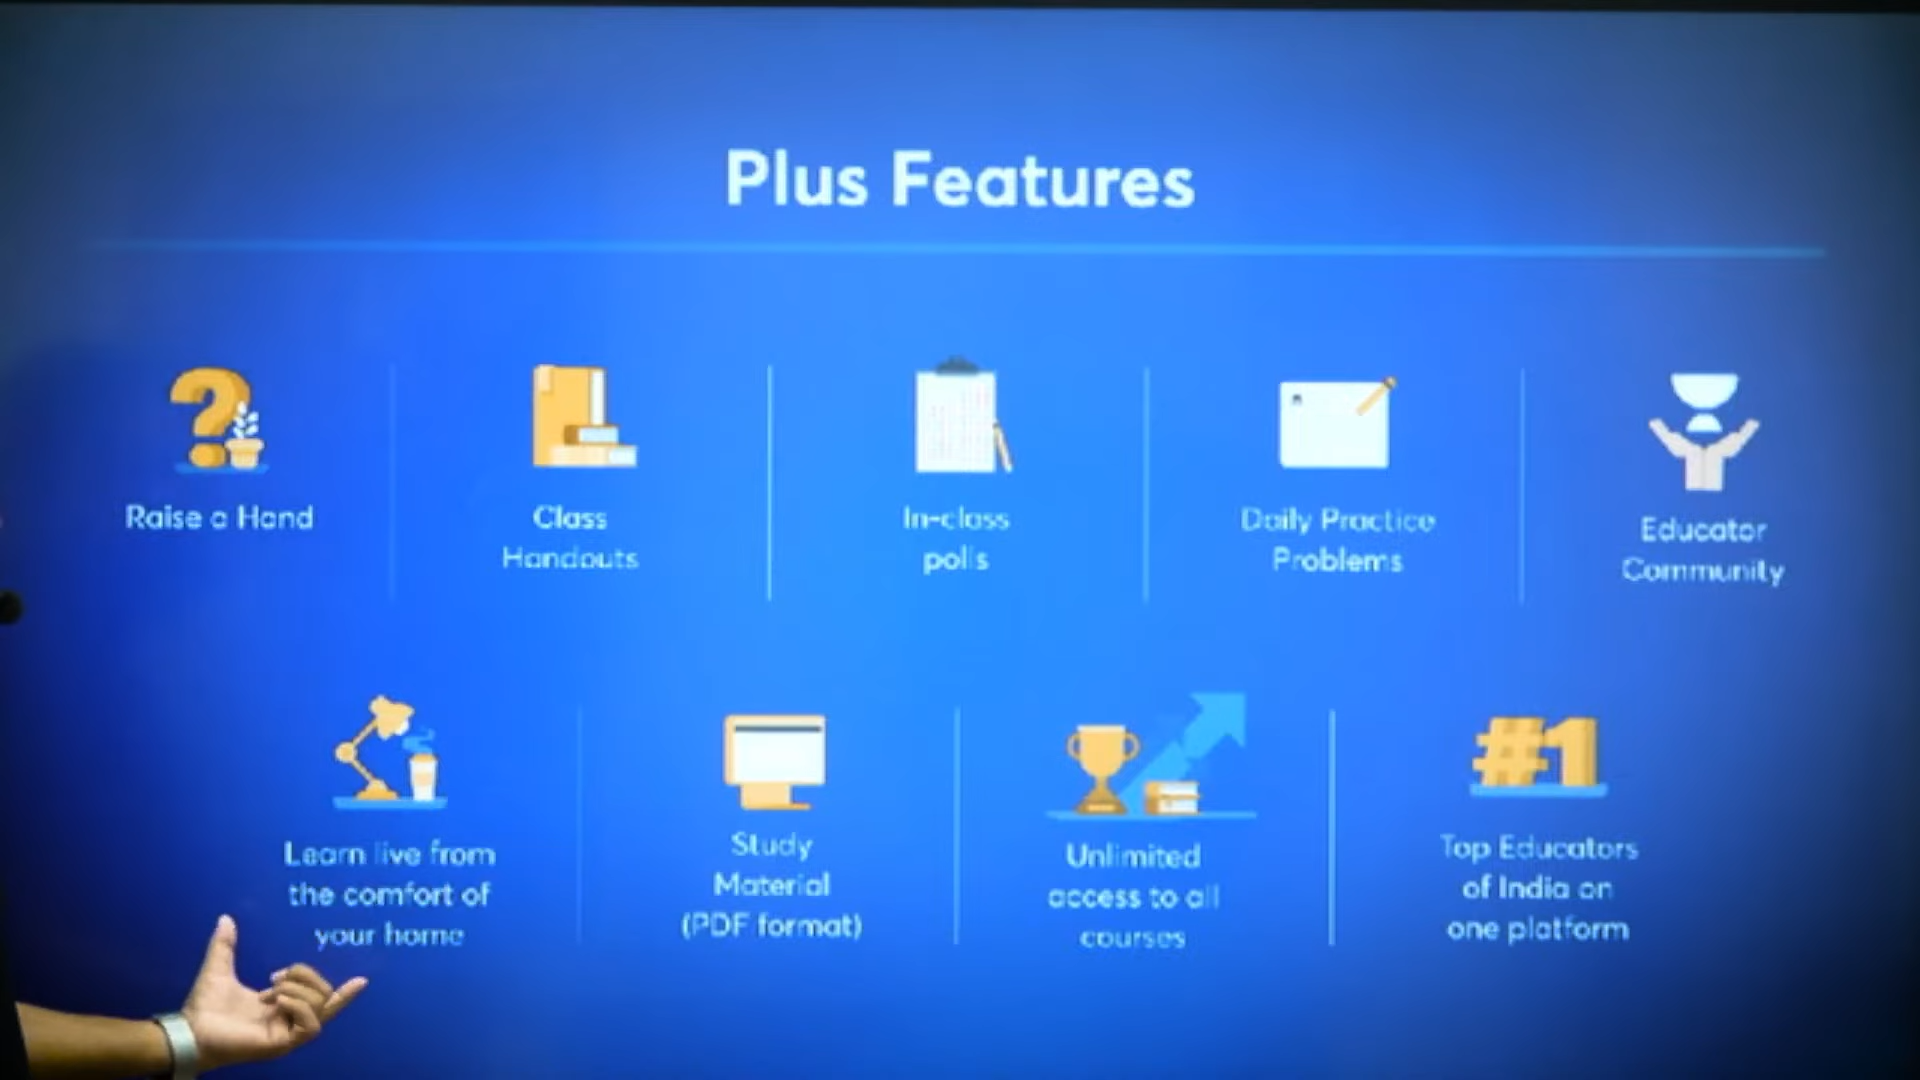 Plus Features
Raise a Hand
Class
Handouts
In-class
polls
Daily Practice
Problems
Educator
Community
Learn live from
the comfort of
your home
Study
Material
(PDF format)
Unlimited
access to all
courses
#1
Top Educators
of India on
one platform